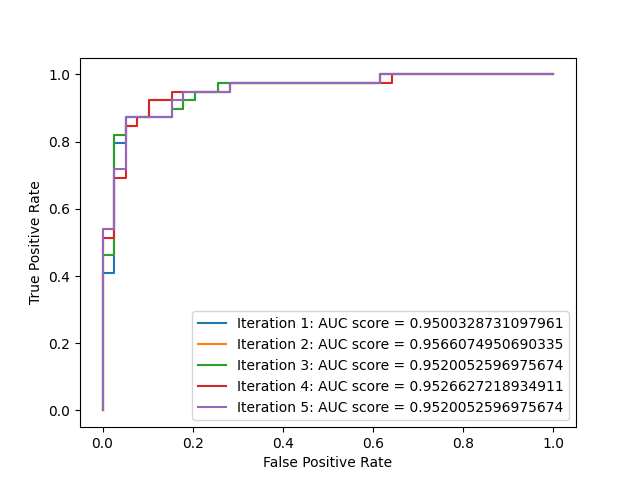 1.0
0.8
0.6
0.4
0.2
0.0
True Positive Rate
Iteration 1: AUC score = 0.9500328731097961
Iteration 2: AUC score = 0.9566074950690335
Iteration 3: AUC score = 0.9520052596975674
Iteration 4: AUC score = 0.9526627218934911
Iteration 5: AUC score = 0.9520052596975674
0.0 0.2 0.4 0.6 0.8 1.0
False Positive Rate